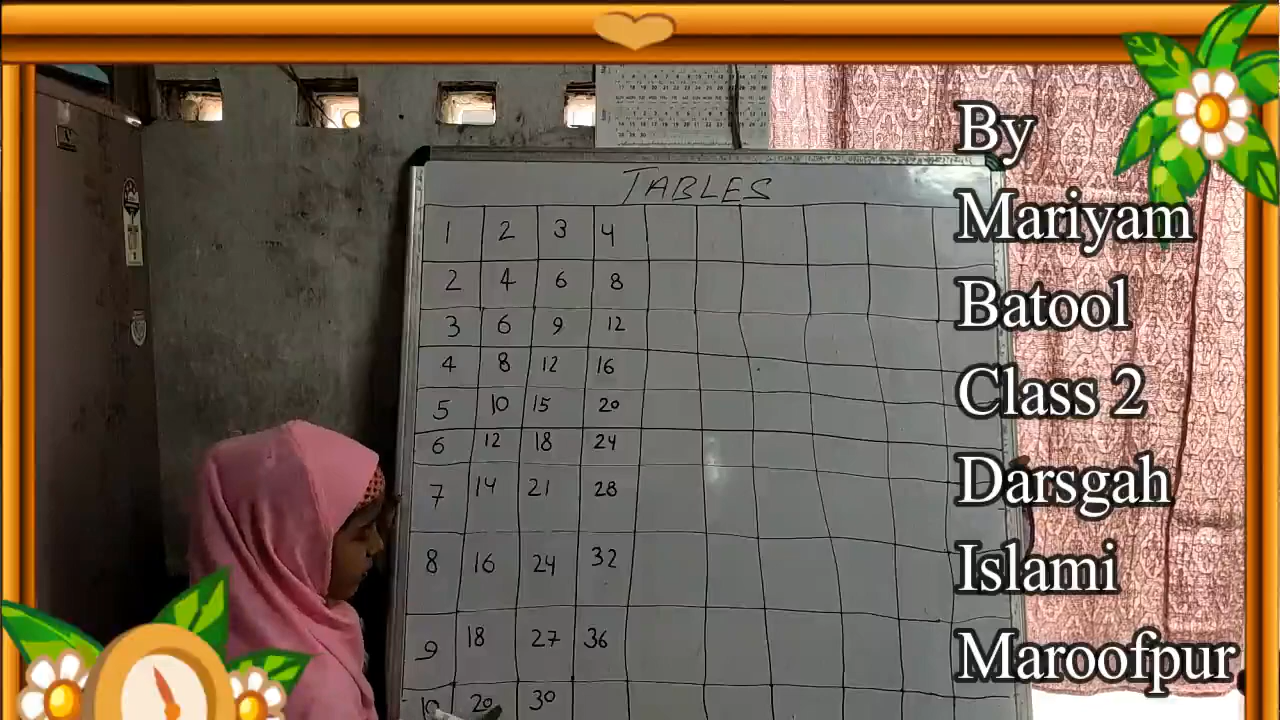 TABLES
1 2 3 4
2 4 6 8
3 6 9 12
4 8 12 16
5 10 15 20
6 12 18 24
7 14 21 28
8 16 24 32
9 18 27 36
10 20 30
By
Mariyam
Batool
Class 2
Darsgah
Islami
Maroofpur